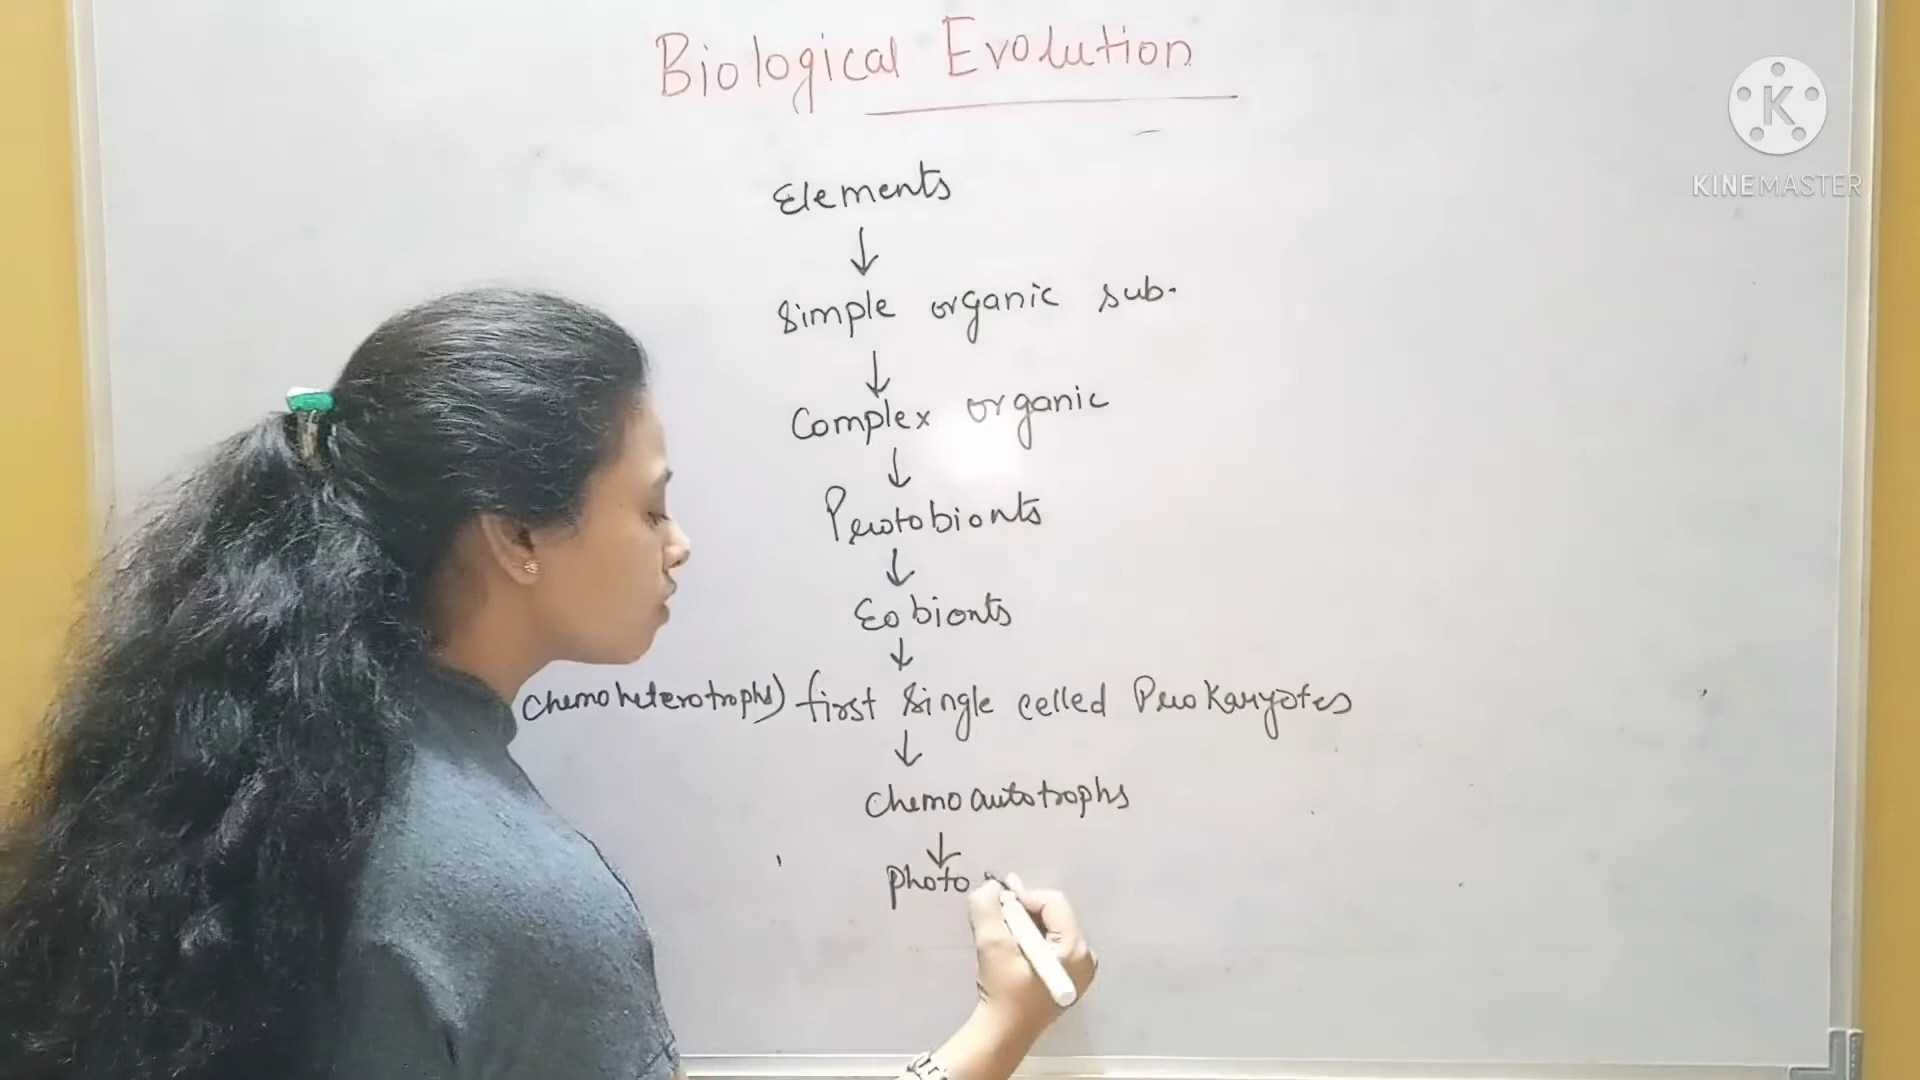 Biological Evolution
Elements
↓
Simple organic sub.
↓
Complex organic
↓
Protobionts
↓
Eobionts
↓
chemoheterotrophs) first single celled Prokaryotes
↓
chemoautotrophs
↓
photo
K
KINEMASTER